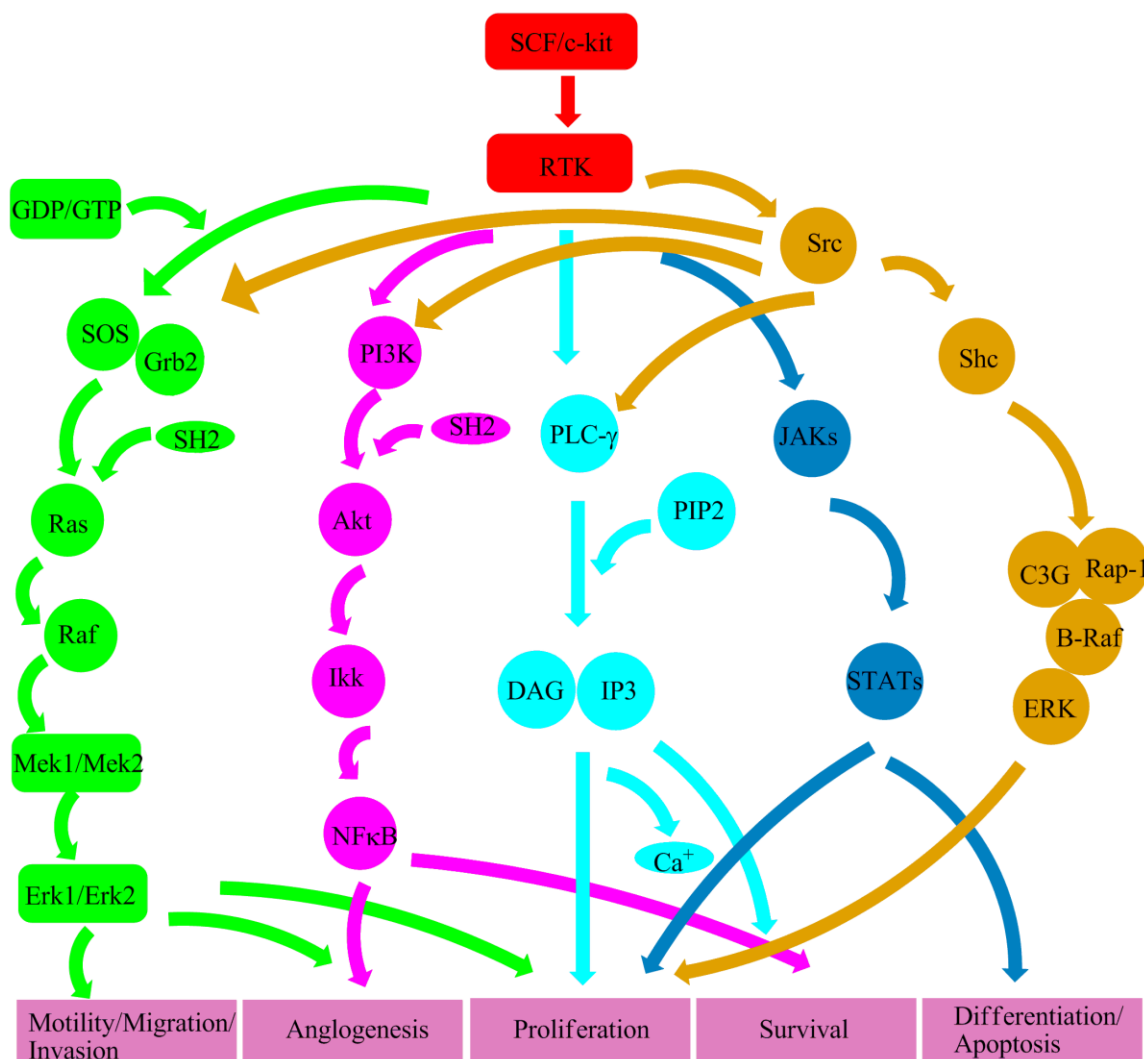 SCF/c-kit
RTK
GDP/GTP
Src
SOS
Grb2
PI3K
Shc
PLC-γ
JAKs
SH2
SH2
Ras
Akt
PIP2
C3G
Rap-1
Raf
B-Raf
Ikk
DAG
IP3
STATs
ERK
Mek1/Mek2
NFκB
Ca⁺
Erk1/Erk2
Motility/Migration/
Invasion
Anglogenesis
Proliferation
Survival
Differentiation/
Apoptosis